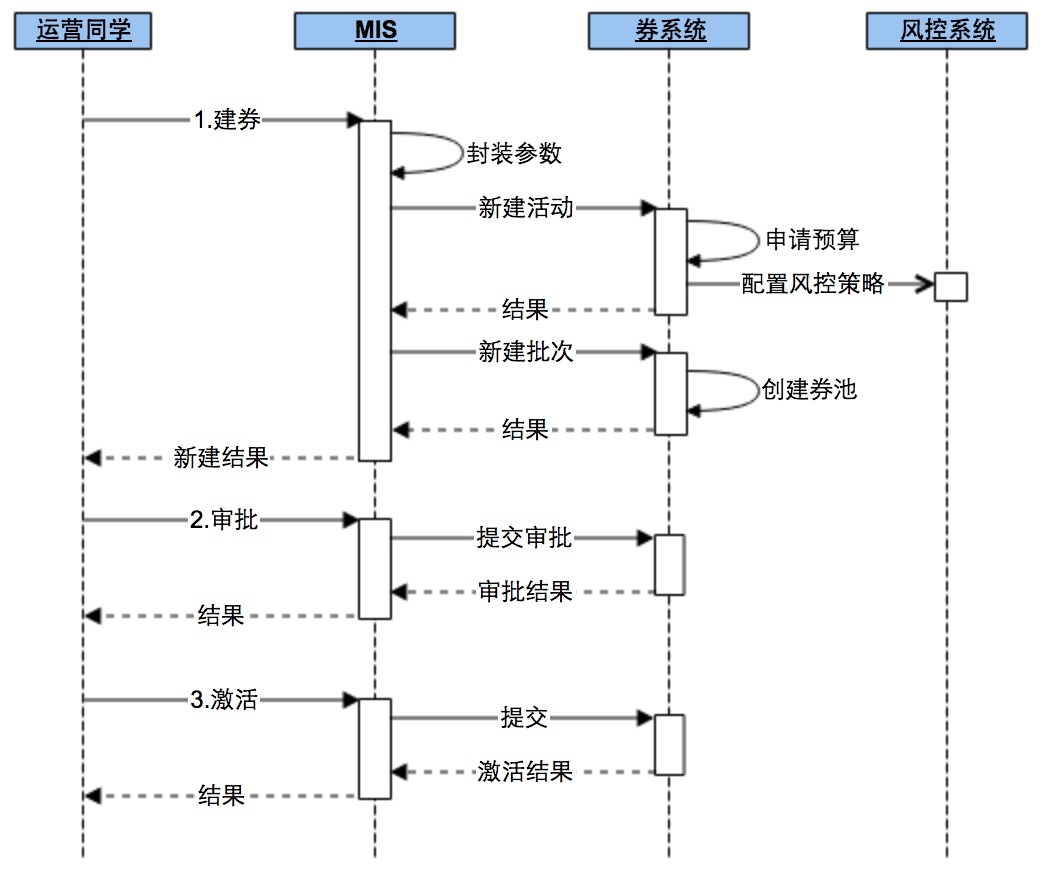 运营同学
MIS
券系统
风控系统
1.建券
封装参数
新建活动
申请预算
配置风控策略
结果
新建批次
创建券池
结果
新建结果
2.审批
提交审批
审批结果
结果
3.激活
提交
激活结果
结果